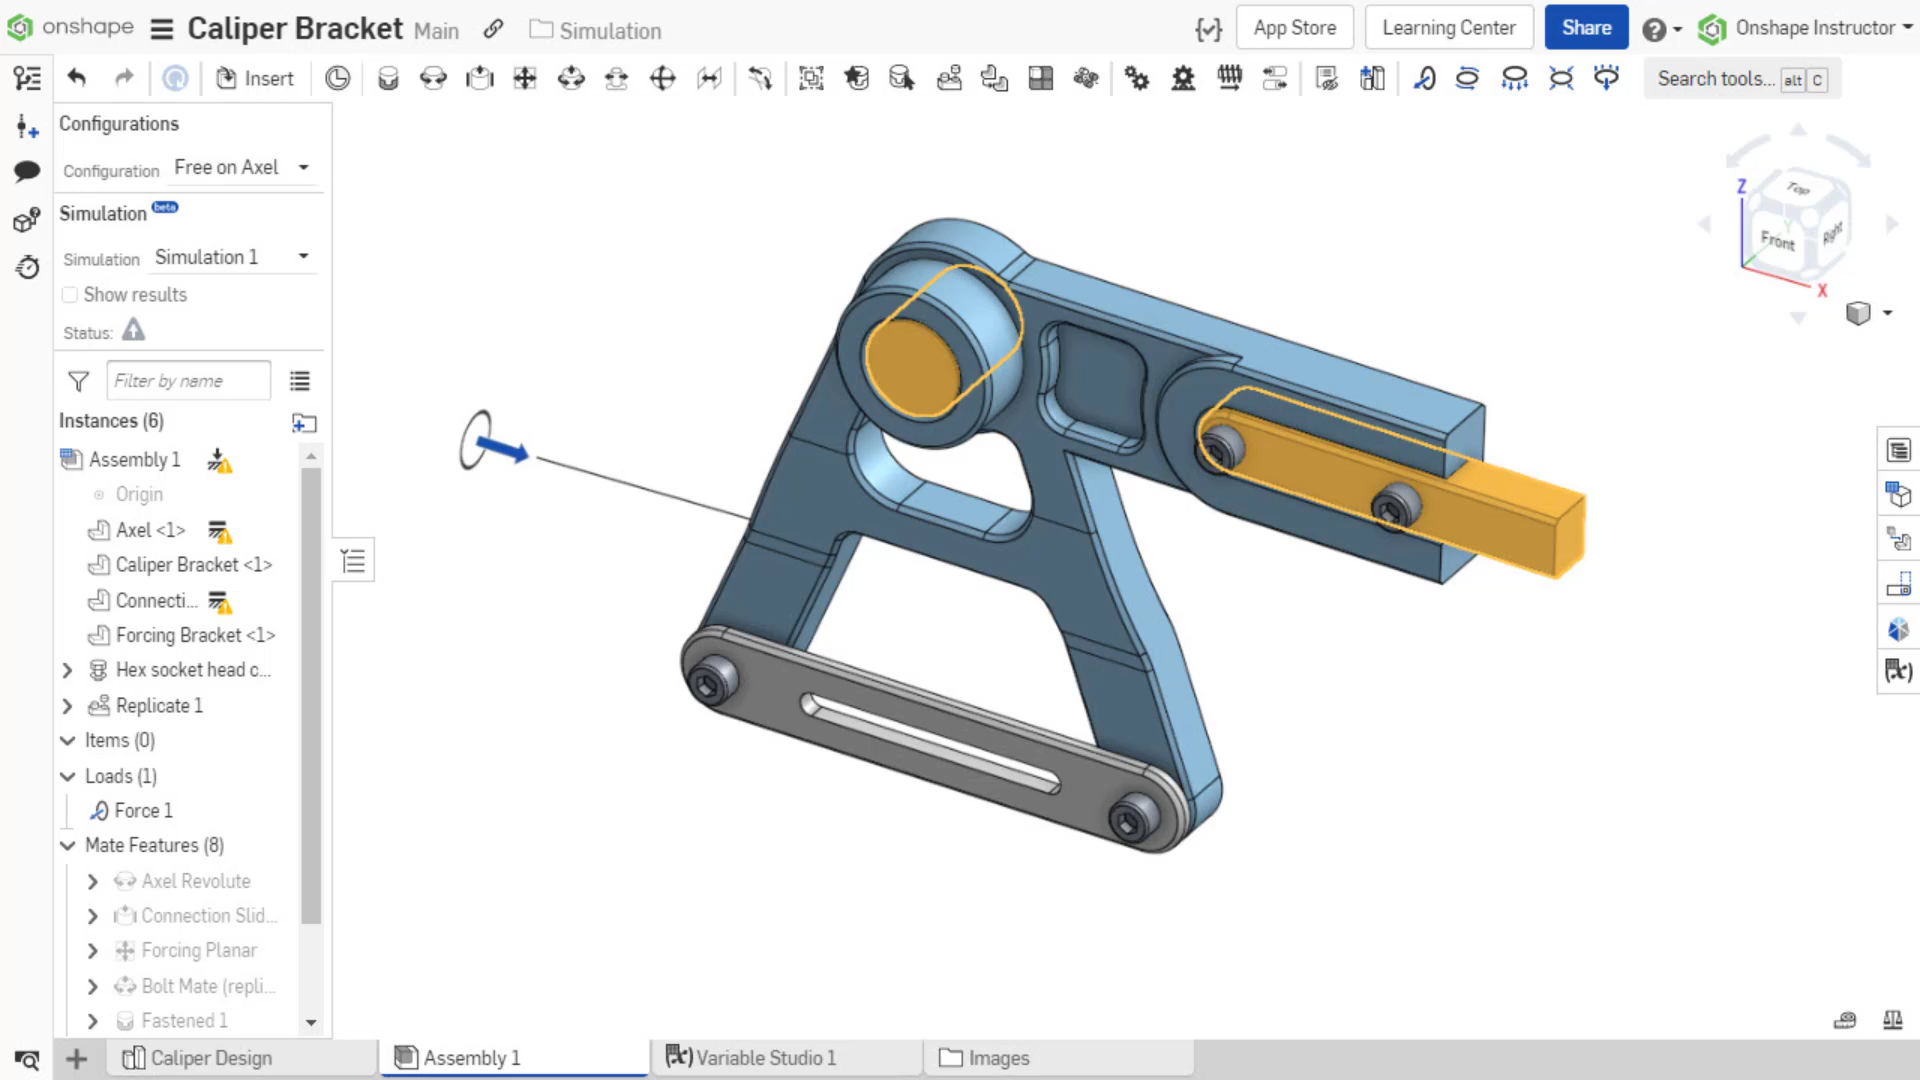 onshape Caliper Bracket Main Simulation App Store Learning Center Share Onshape Instructor
Insert Search tools... alt C
Configurations
Configuration Free on Axel
Simulation beta
Simulation Simulation 1
Show results
Status:
Filter by name
Instances (6)
Assembly 1
Origin
Axel <1>
Caliper Bracket <1>
Connecti...
Forcing Bracket <1>
Hex socket head c...
Replicate 1
Items (0)
Loads (1)
Force 1
Mate Features (8)
Axel Revolute
Connection Slid...
Forcing Planar
Bolt Mate (repli...
Fastened 1
Top
Z
Front
Right
Y
X
Caliper Design Assembly 1 Variable Studio 1 Images